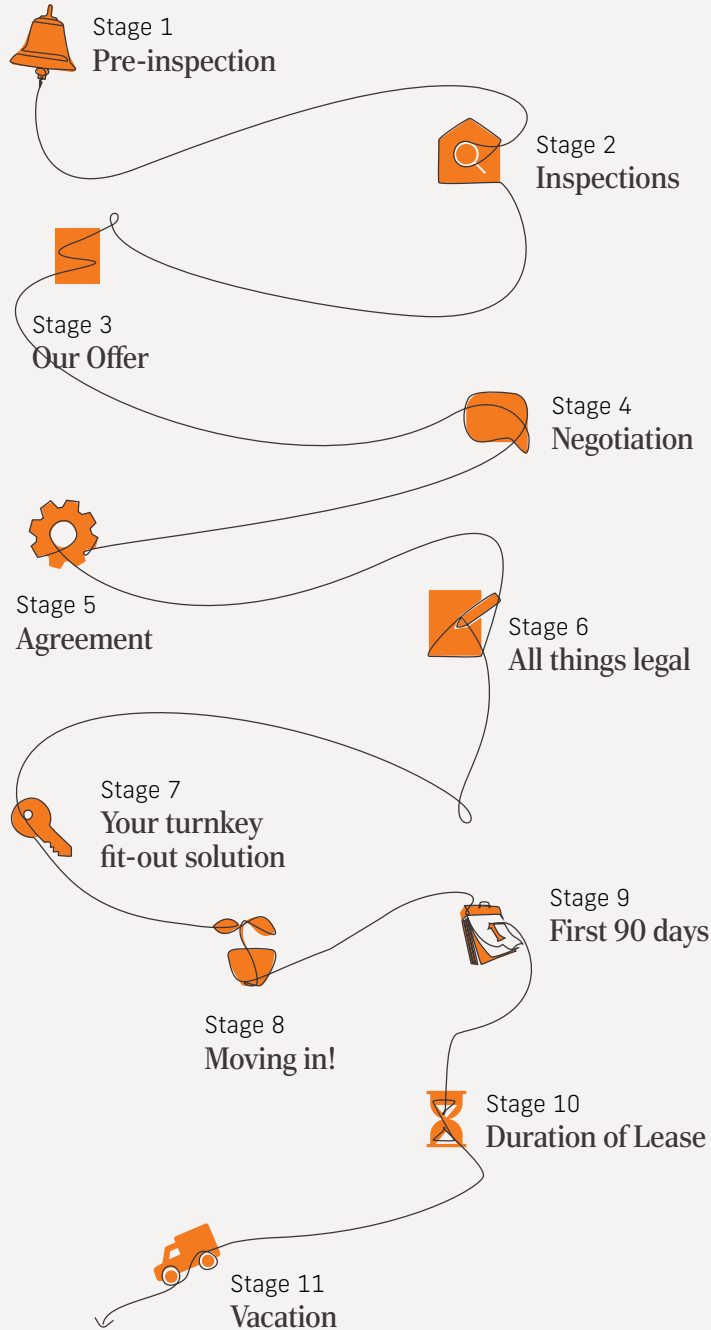 Stage 1
Pre-inspection
Stage 2
Inspections
Stage 3
Our Offer
Stage 4
Negotiation
Stage 5
Agreement
Stage 6
All things legal
Stage 7
Your turnkey
fit-out solution
Stage 8
Moving in!
Stage 9
First 90 days
Stage 10
Duration of Lease
Stage 11
Vacation